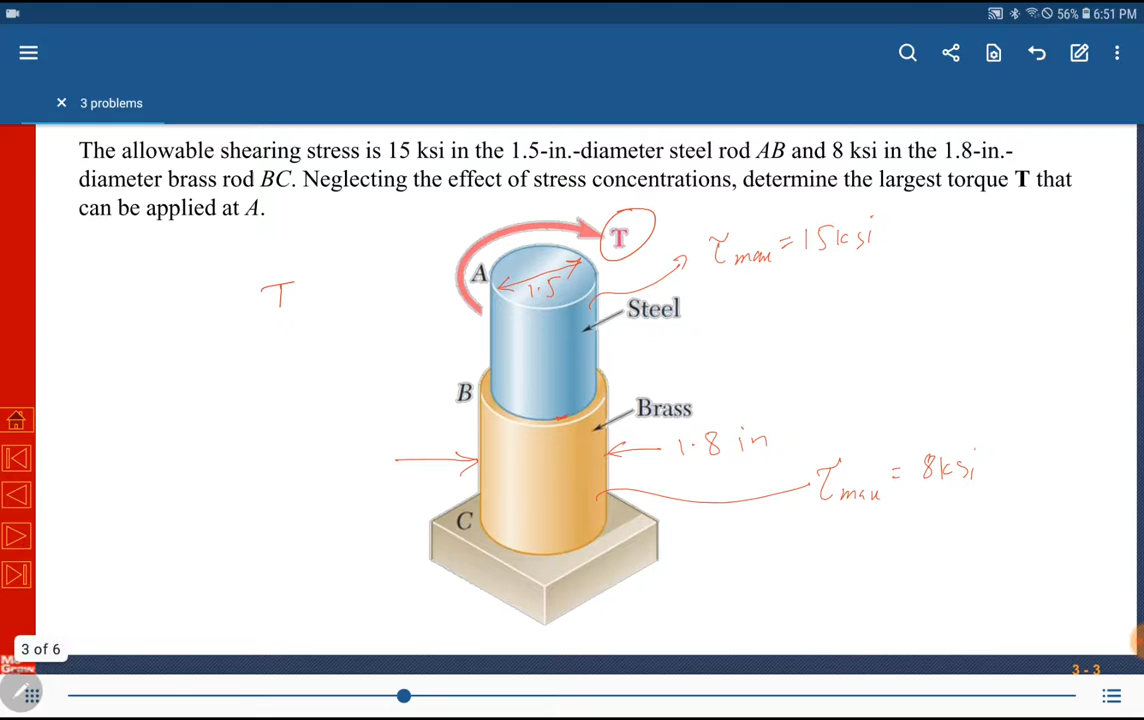 56% 6:51 PM
3 problems
The allowable shearing stress is 15 ksi in the 1.5-in.-diameter steel rod AB and 8 ksi in the 1.8-in.-
diameter brass rod BC. Neglecting the effect of stress concentrations, determine the largest torque T that
can be applied at A.
T
τmax = 15ksi
A
1.5
T
Steel
B
Brass
1.8 in
τmax = 8ksi
C
3 of 6
3 - 3